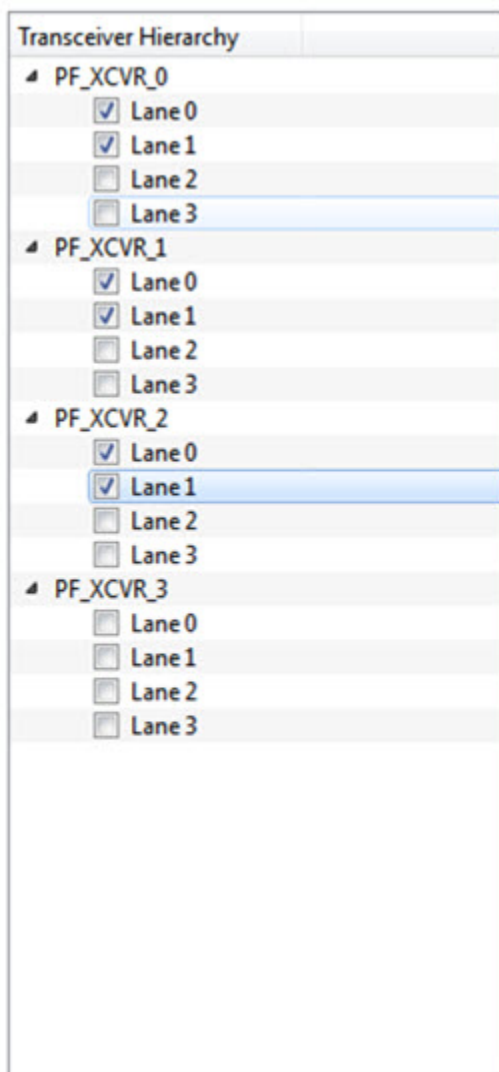 Transceiver Hierarchy
PF_XCVR_0
Lane 0
Lane 1
Lane 2
Lane 3
PF_XCVR_1
Lane 0
Lane 1
Lane 2
Lane 3
PF_XCVR_2
Lane 0
Lane 1
Lane 2
Lane 3
PF_XCVR_3
Lane 0
Lane 1
Lane 2
Lane 3